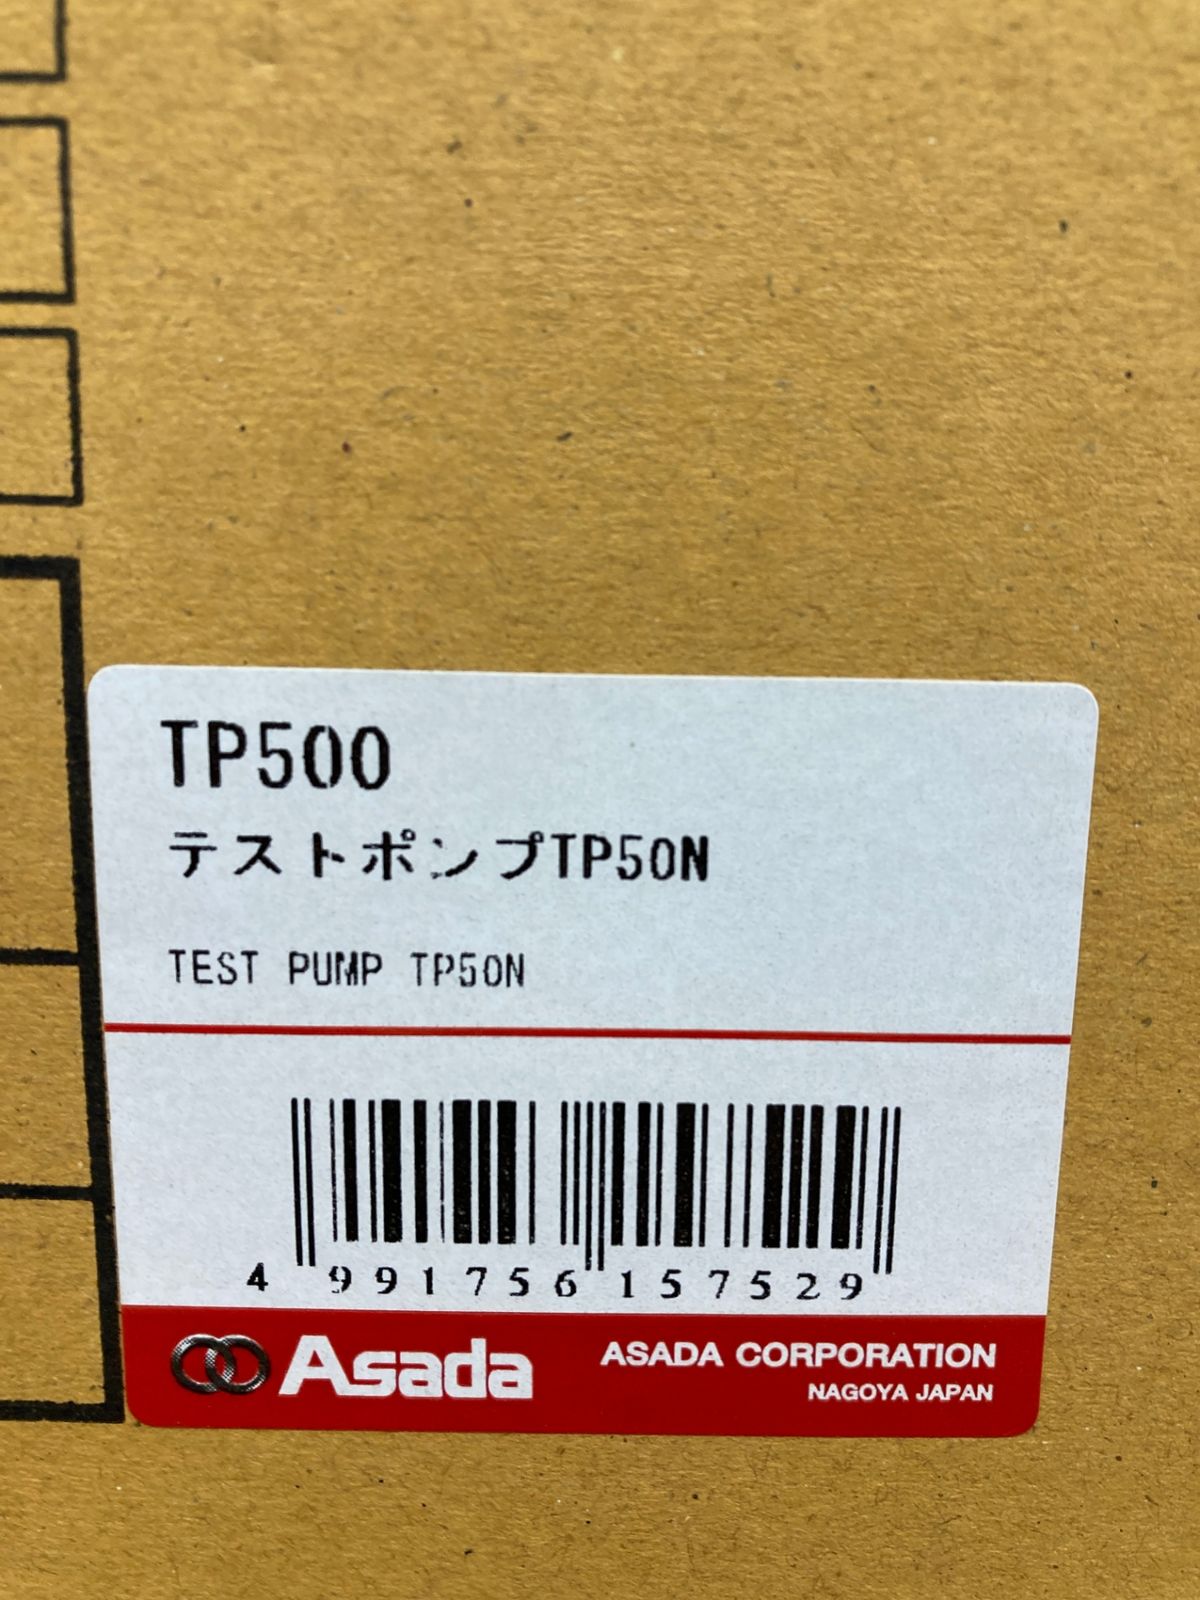 TP500
テストポンプTP50N
TEST PUMP TP50N
4 991756 157529
Asada
ASADA CORPORATION
NAGOYA JAPAN